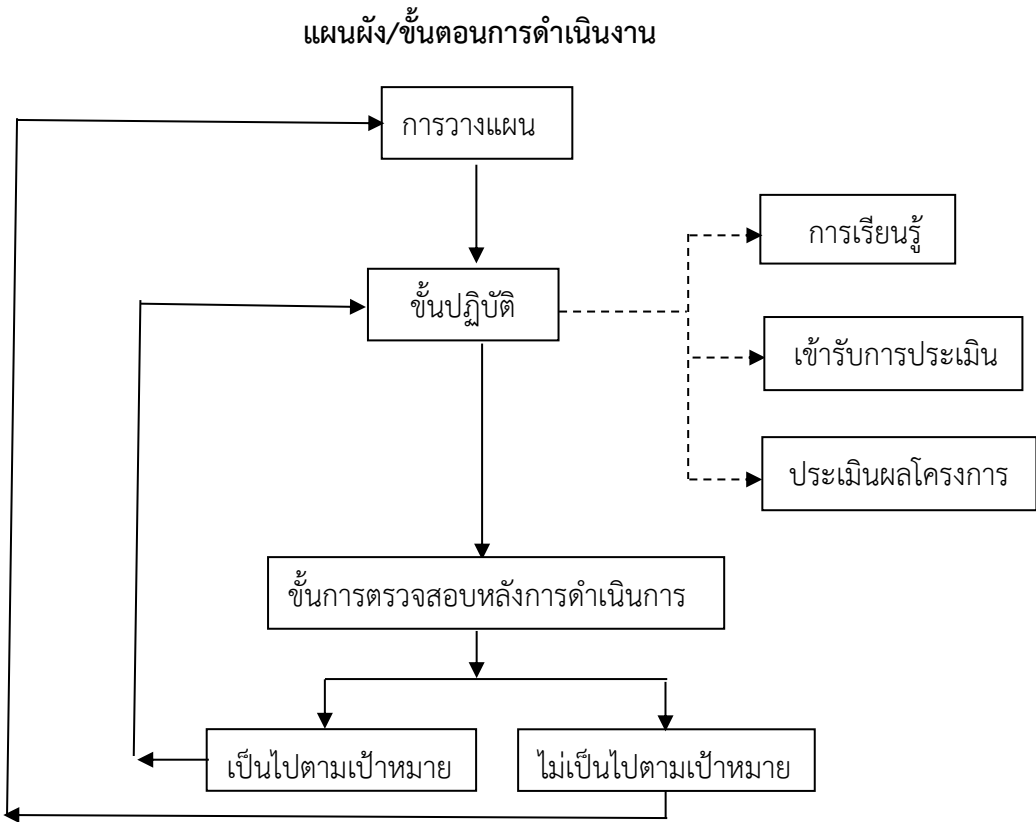 แผนผัง/ขั้นตอนการดำเนินงาน
การวางแผน
การเรียนรู้
ขั้นปฏิบัติ
เข้ารับการประเมิน
ประเมินผลโครงการ
ขั้นการตรวจสอบหลังการดำเนินการ
เป็นไปตามเป้าหมาย
ไม่เป็นไปตามเป้าหมาย